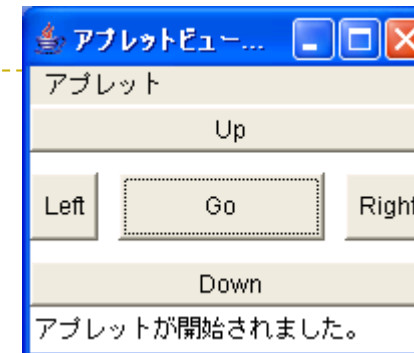 アプレットビュー...
アプレット
Up
Left Go Right
Down
アプレットが開始されました。